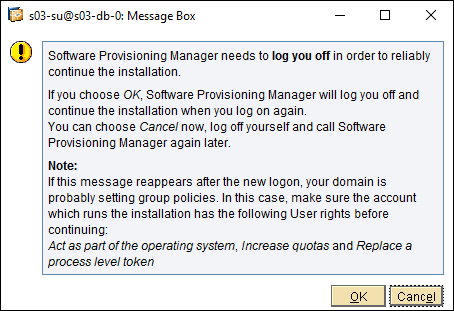 s03-su@s03-db-0: Message Box
Software Provisioning Manager needs to log you off in order to reliably
continue the installation.
If you choose OK, Software Provisioning Manager will log you off and
continue the installation when you log on again.
You can choose Cancel now, log off yourself and call Software
Provisioning Manager again later.
Note:
If this message reappears after the new logon, your domain is
probably setting group policies. In this case, make sure the account
which runs the installation has the following User rights before
continuing:
Act as part of the operating system, Increase quotas and Replace a
process level token
OK
Cancel